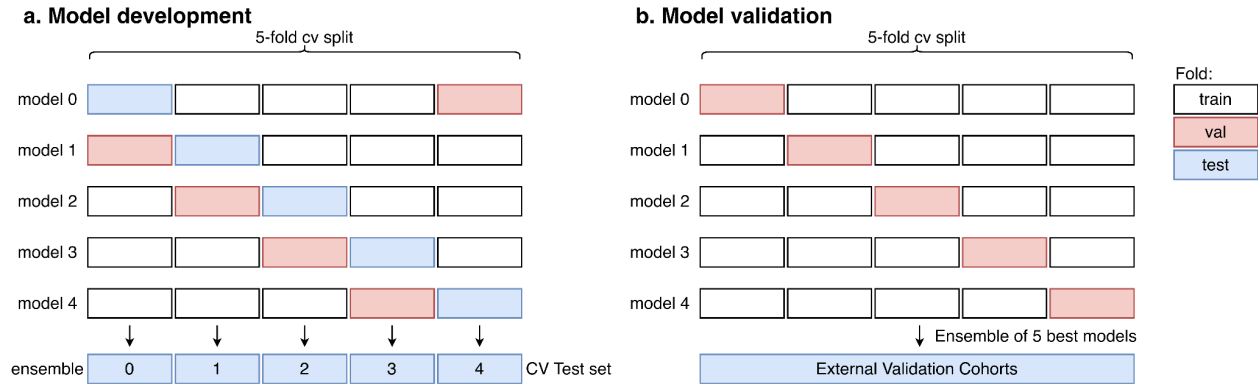 a. Model development
5-fold cv split
model 0
model 1
model 2
model 3
model 4
ensemble 0 1 2 3 4 CV Test set
b. Model validation
5-fold cv split
model 0
model 1
model 2
model 3
model 4
Ensemble of 5 best models
External Validation Cohorts
Fold:
train
val
test